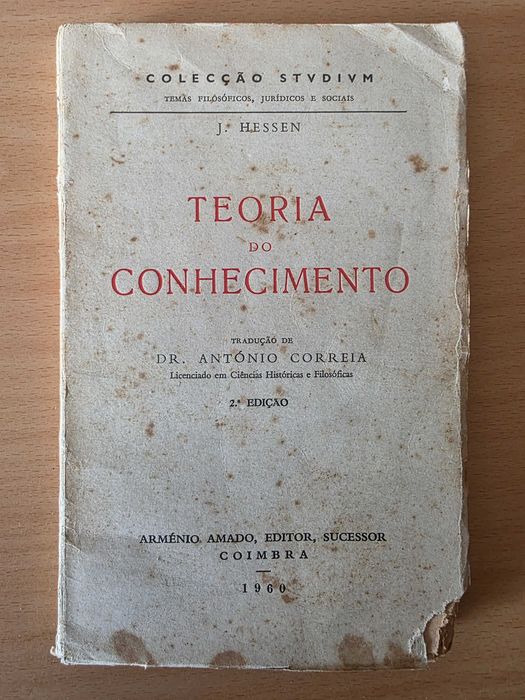 COLECÇÃO STVDIVM
TEMAS FILOSÓFICOS, JURÍDICOS E SOCIAIS
J. HESSEN
TEORIA
DO
CONHECIMENTO
TRADUÇÃO DE
DR. ANTÓNIO CORREIA
Licenciado em Ciências Históricas e Filosóficas
2.ª EDIÇÃO
ARMÉNIO AMADO, EDITOR, SUCESSOR
COIMBRA
1960